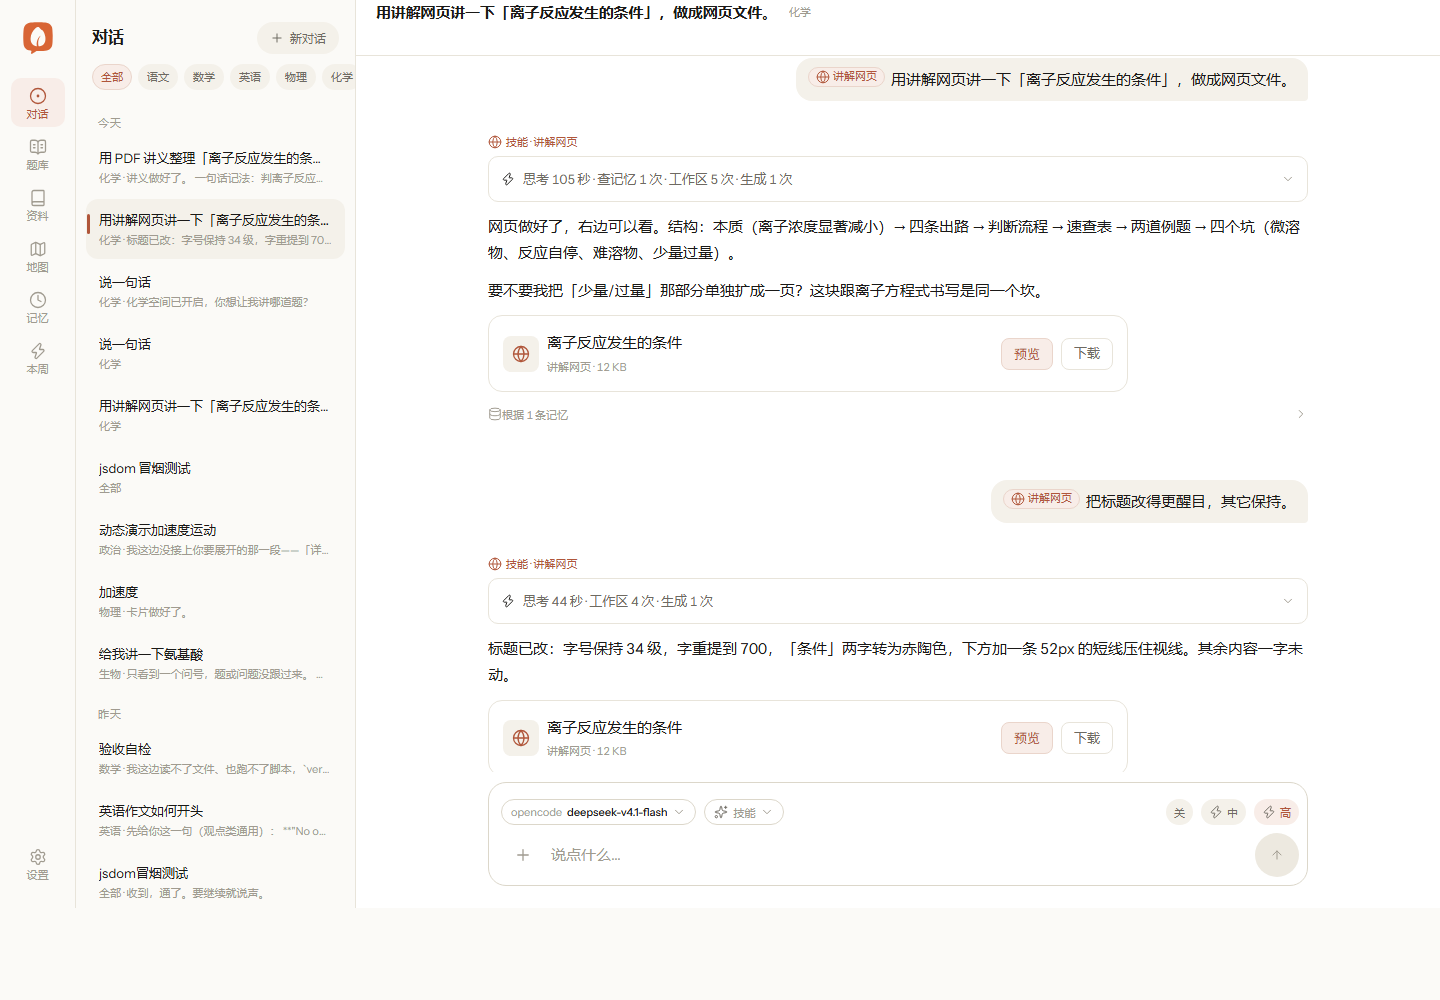 对话
题库
资料
地图
记忆
本周
设置
对话
新对话
全部
语文
数学
英语
物理
化学
今天
用 PDF 讲义整理「离子反应发生的条...
化学·讲义做好了。 一句话记法：判离子反应...
用讲解网页讲一下「离子反应发生的条...
化学·标题已改：字号保持 34 级，字重提到 70...
说一句话
化学·化学空间已开启，你想让我讲哪道题？
说一句话
化学
用讲解网页讲一下「离子反应发生的条...
化学
jsdom 冒烟测试
全部
动态演示加速度运动
政治·我这边没接上你要展开的那一段——「详...
加速度
物理·卡片做好了。
给我讲一下氨基酸
生物·只看到一个问号，题或问题没跟过来。 ...
昨天
验收自检
数学·我这边读不了文件、也跑不了脚本，`ver...
英语作文如何开头
英语·先给你这一句（观点类通用）： **"No o...
jsdom冒烟测试
全部·收到，通了。要继续就说声。
用讲解网页讲一下「离子反应发生的条件」，做成网页文件。
化学
讲解网页 用讲解网页讲一下「离子反应发生的条件」，做成网页文件。
技能·讲解网页
思考 105 秒·查记忆 1 次·工作区 5 次·生成 1 次
网页做好了，右边可以看。结构：本质（离子浓度显著减小）→ 四条出路 → 判断流程 → 速查表 → 两道例题 → 四个坑（微溶
物、反应自停、难溶物、少量过量）。
要不要我把「少量/过量」那部分单独扩成一页？这块跟离子方程式书写是同一个坎。
离子反应发生的条件
讲解网页·12 KB
预览
下载
根据 1 条记忆
讲解网页 把标题改得更醒目，其它保持。
技能·讲解网页
思考 44 秒·工作区 4 次·生成 1 次
标题已改：字号保持 34 级，字重提到 700，「条件」两字转为赤陶色，下方加一条 52px 的短线压住视线。其余内容一字未
动。
离子反应发生的条件
讲解网页·12 KB
预览
下载
opencode deepseek-v4.1-flash
技能
关
中
高
说点什么...